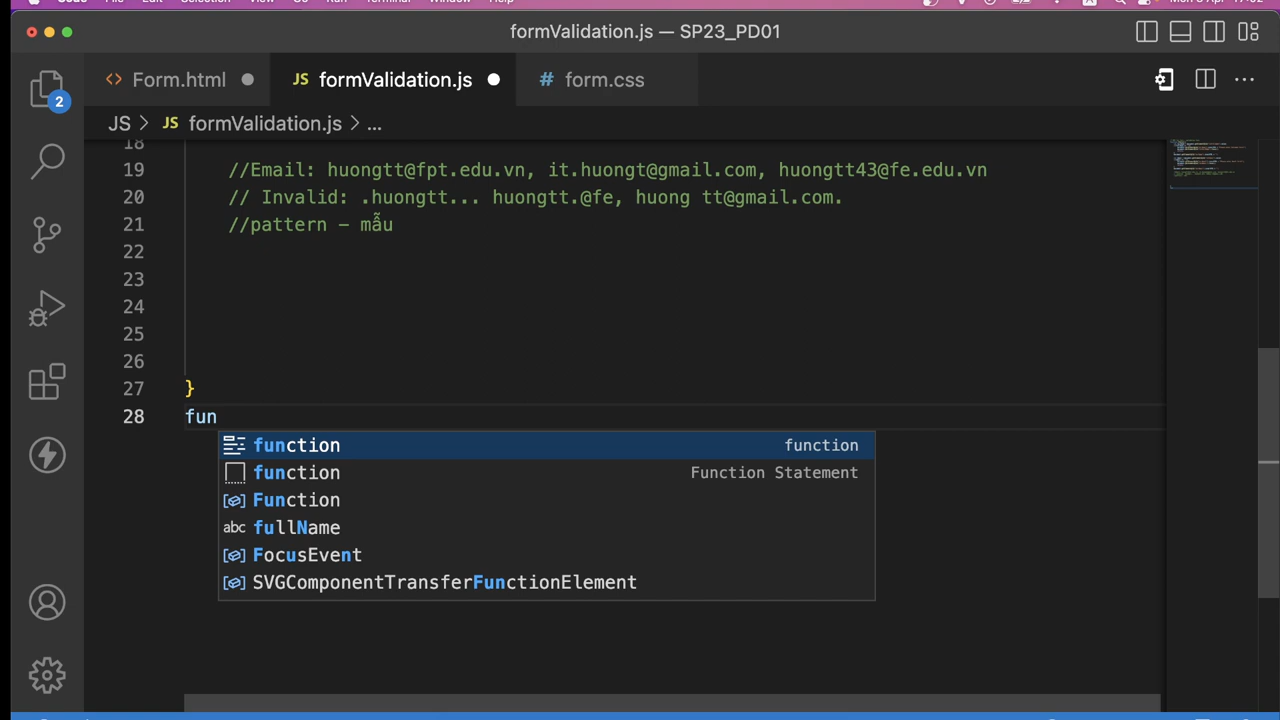 formValidation.js — SP23_PD01
Form.html
JS formValidation.js
# form.css
JS > JS formValidation.js > ...
18
19 //Email: huongtt@fpt.edu.vn, it.huongt@gmail.com, huongtt43@fe.edu.vn
20 // Invalid: .huongtt... huongtt.@fe, huong tt@gmail.com.
21 //pattern - mẫu
22
23
24
25
26
27 }
28 fun
function function
function Function Statement
Function
abc fullName
FocusEvent
SVGComponentTransferFunctionElement
2